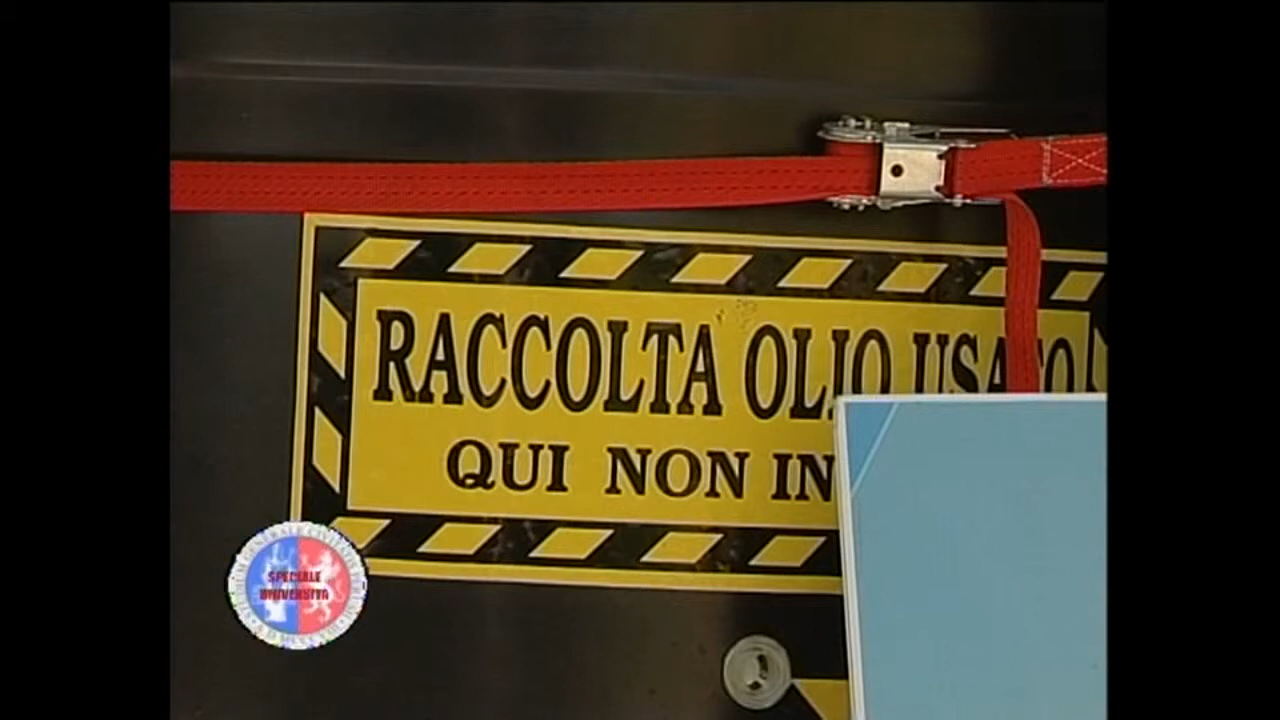 RACCOLTA OLIO USATO
QUI NON IN
SPECIALE
UNIVERSITÀ